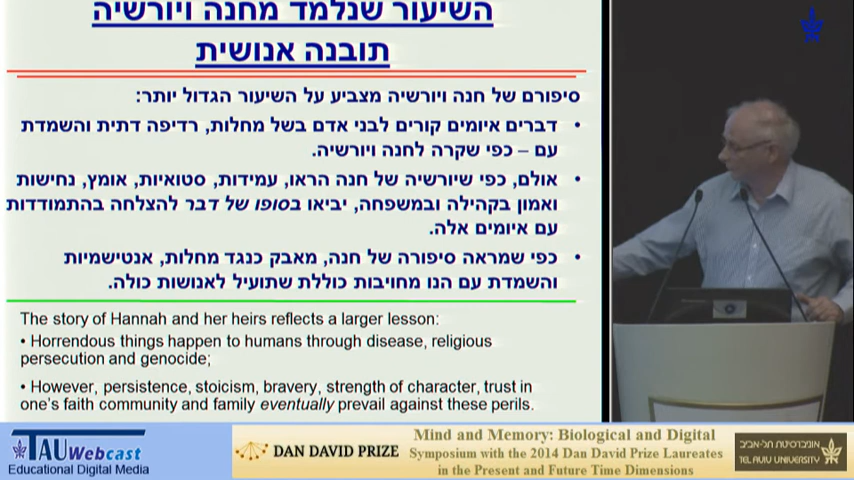 השיעור שנלמד מחנה ויורשיה
תובנה אנושית
סיפורם של חנה ויורשיה מצביע על השיעור הגדול יותר:
• דברים איומים קורים לבני אדם בשל מחלות, רדיפה דתית והשמדת
עם – כפי שקרה לחנה ויורשיה.
• אולם, כפי שיורשיה של חנה הראו, עמידות, סטואיות, אומץ, נחישות
ואמון בקהילה ובמשפחה, יביאו בסופו של דבר להצלחה בהתמודדות
עם איומים אלה.
• כפי שמראה סיפורה של חנה, מאבק כנגד מחלות, אנטישמיות
והשמדת עם הנו מחויבות כוללת שתועיל לאנושות כולה.
The story of Hannah and her heirs reflects a larger lesson:
• Horrendous things happen to humans through disease, religious
persecution and genocide;
• However, persistence, stoicism, bravery, strength of character, trust in
one's faith community and family eventually prevail against these perils.
TAU Webcast
Educational Digital Media
DAN DAVID PRIZE
Mind and Memory: Biological and Digital
Symposium with the 2014 Dan David Prize Laureates
in the Present and Future Time Dimensions
אוניברסיטת תל-אביב
TEL AVIV UNIVERSITY